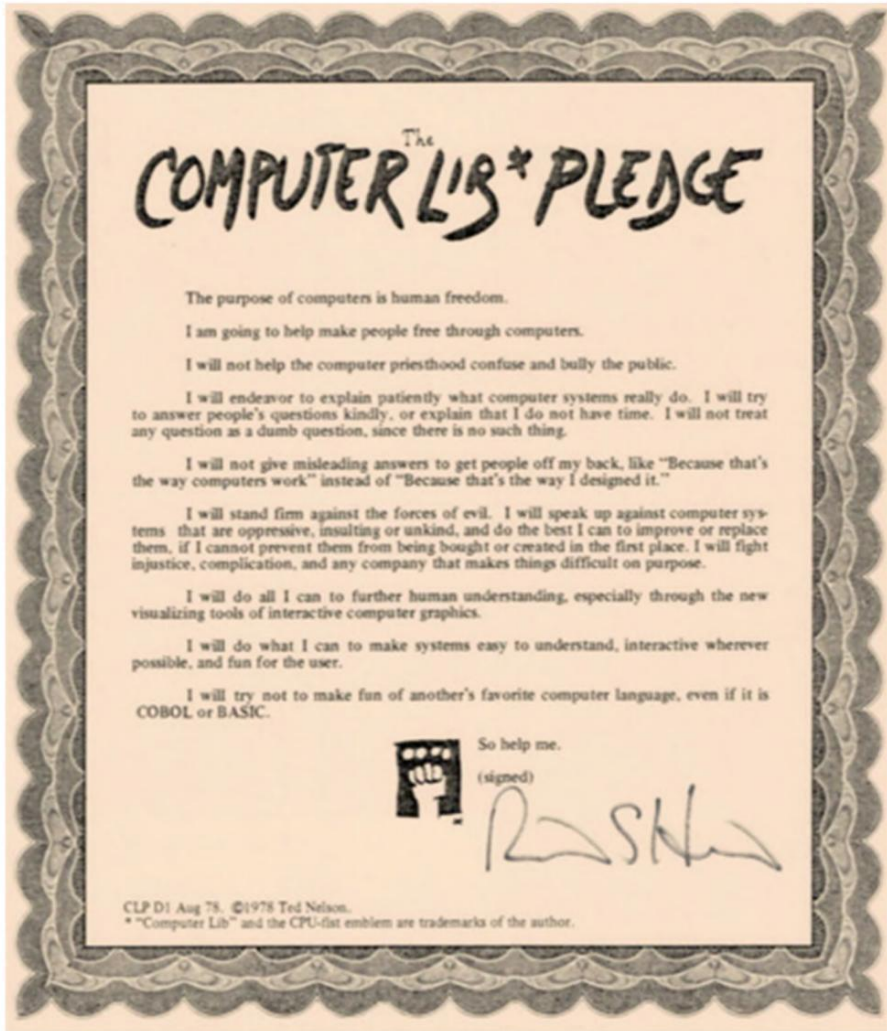 The
COMPUTER LIB* PLEDGE
The purpose of computers is human freedom.
I am going to help make people free through computers.
I will not help the computer priesthood confuse and bully the public.
I will endeavor to explain patiently what computer systems really do. I will try
to answer people's questions kindly, or explain that I do not have time. I will not treat
any question as a dumb question, since there is no such thing.
I will not give misleading answers to get people off my back, like "Because that's
the way computers work" instead of "Because that's the way I designed it."
I will stand firm against the forces of evil. I will speak up against computer sys-
tems that are oppressive, insulting or unkind, and do the best I can to improve or replace
them, if I cannot prevent them from being bought or created in the first place. I will fight
injustice, complication, and any company that makes things difficult on purpose.
I will do all I can to further human understanding, especially through the new
visualizing tools of interactive computer graphics.
I will do what I can to make systems easy to understand, interactive wherever
possible, and fun for the user.
I will try not to make fun of another's favorite computer language, even if it is
COBOL or BASIC.
So help me.
(signed)
CLP D1 Aug 78. ©1978 Ted Nelson.
* "Computer Lib" and the CPU-fist emblem are trademarks of the author.